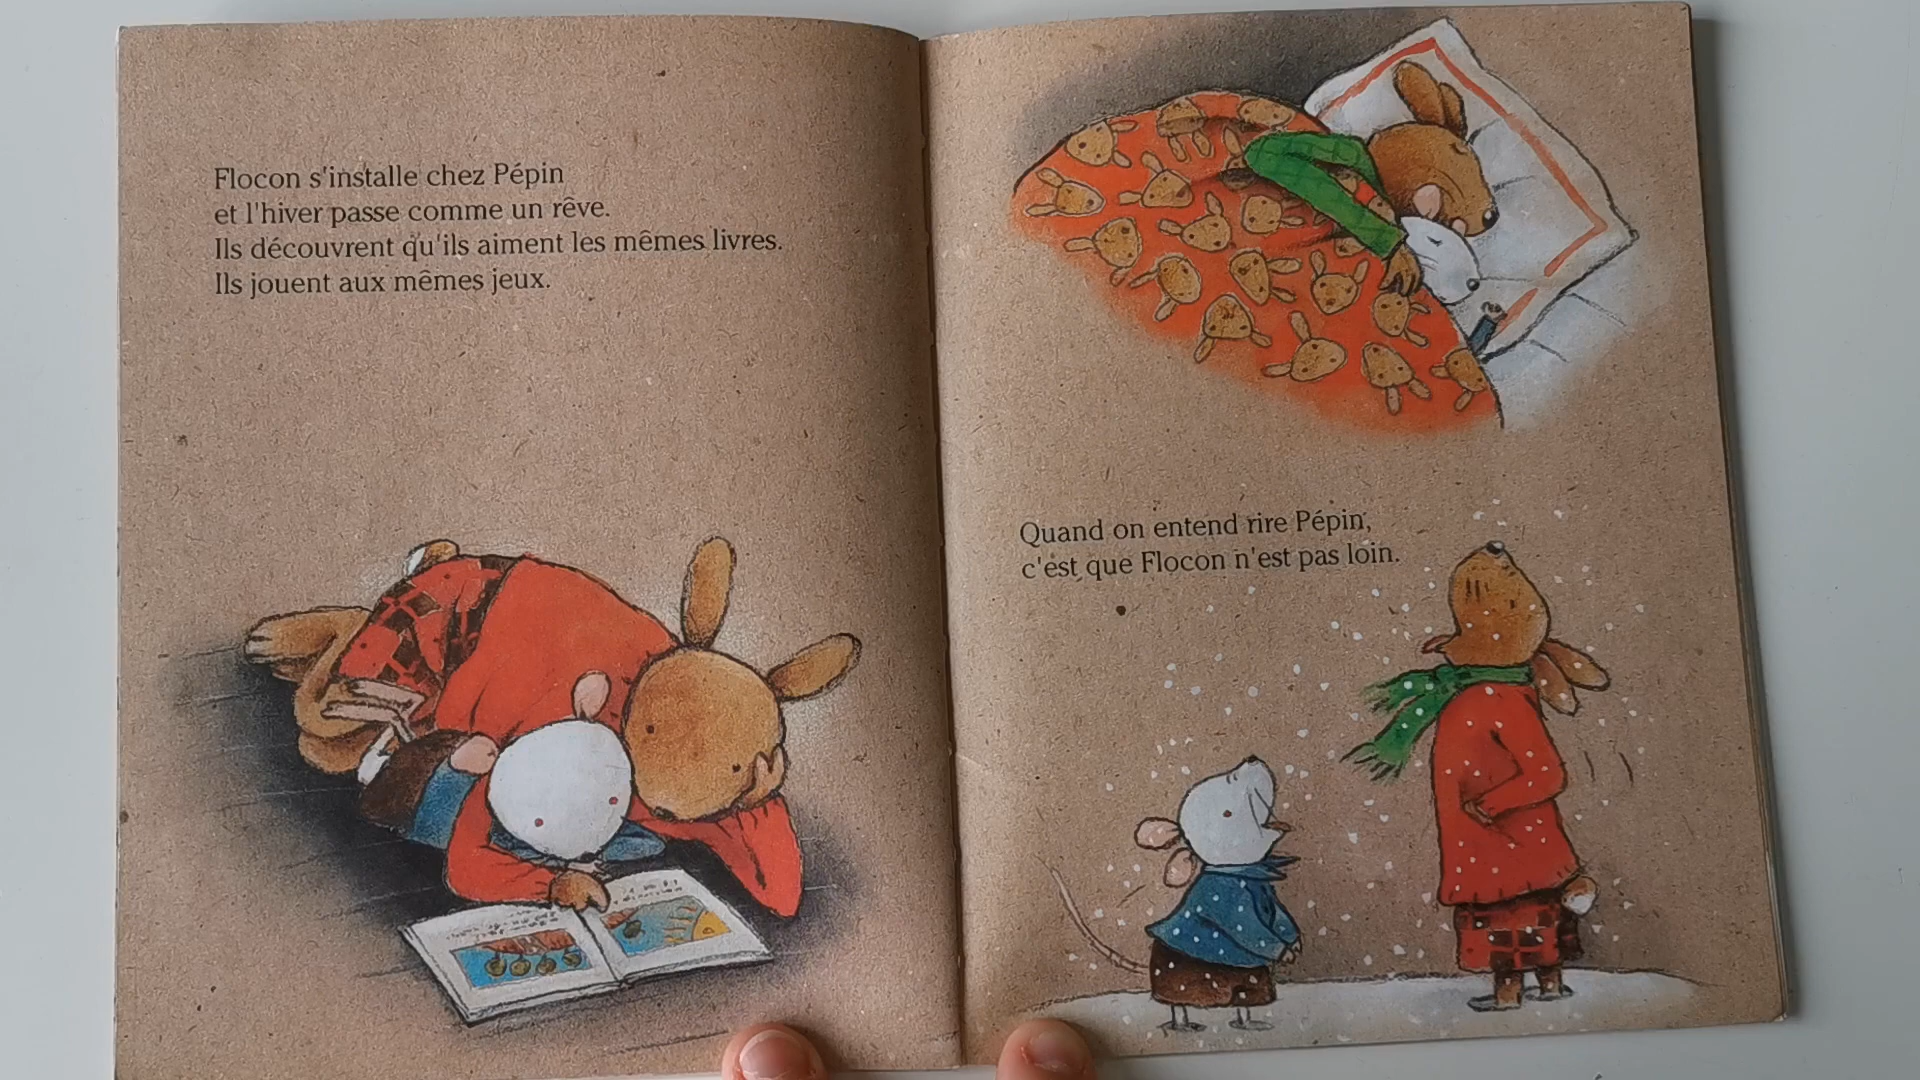 Flocon s'installe chez Pépin
et l'hiver passe comme un rêve.
Ils découvrent qu'ils aiment les mêmes livres.
Ils jouent aux mêmes jeux.
Quand on entend rire Pépin,
c'est que Flocon n'est pas loin.